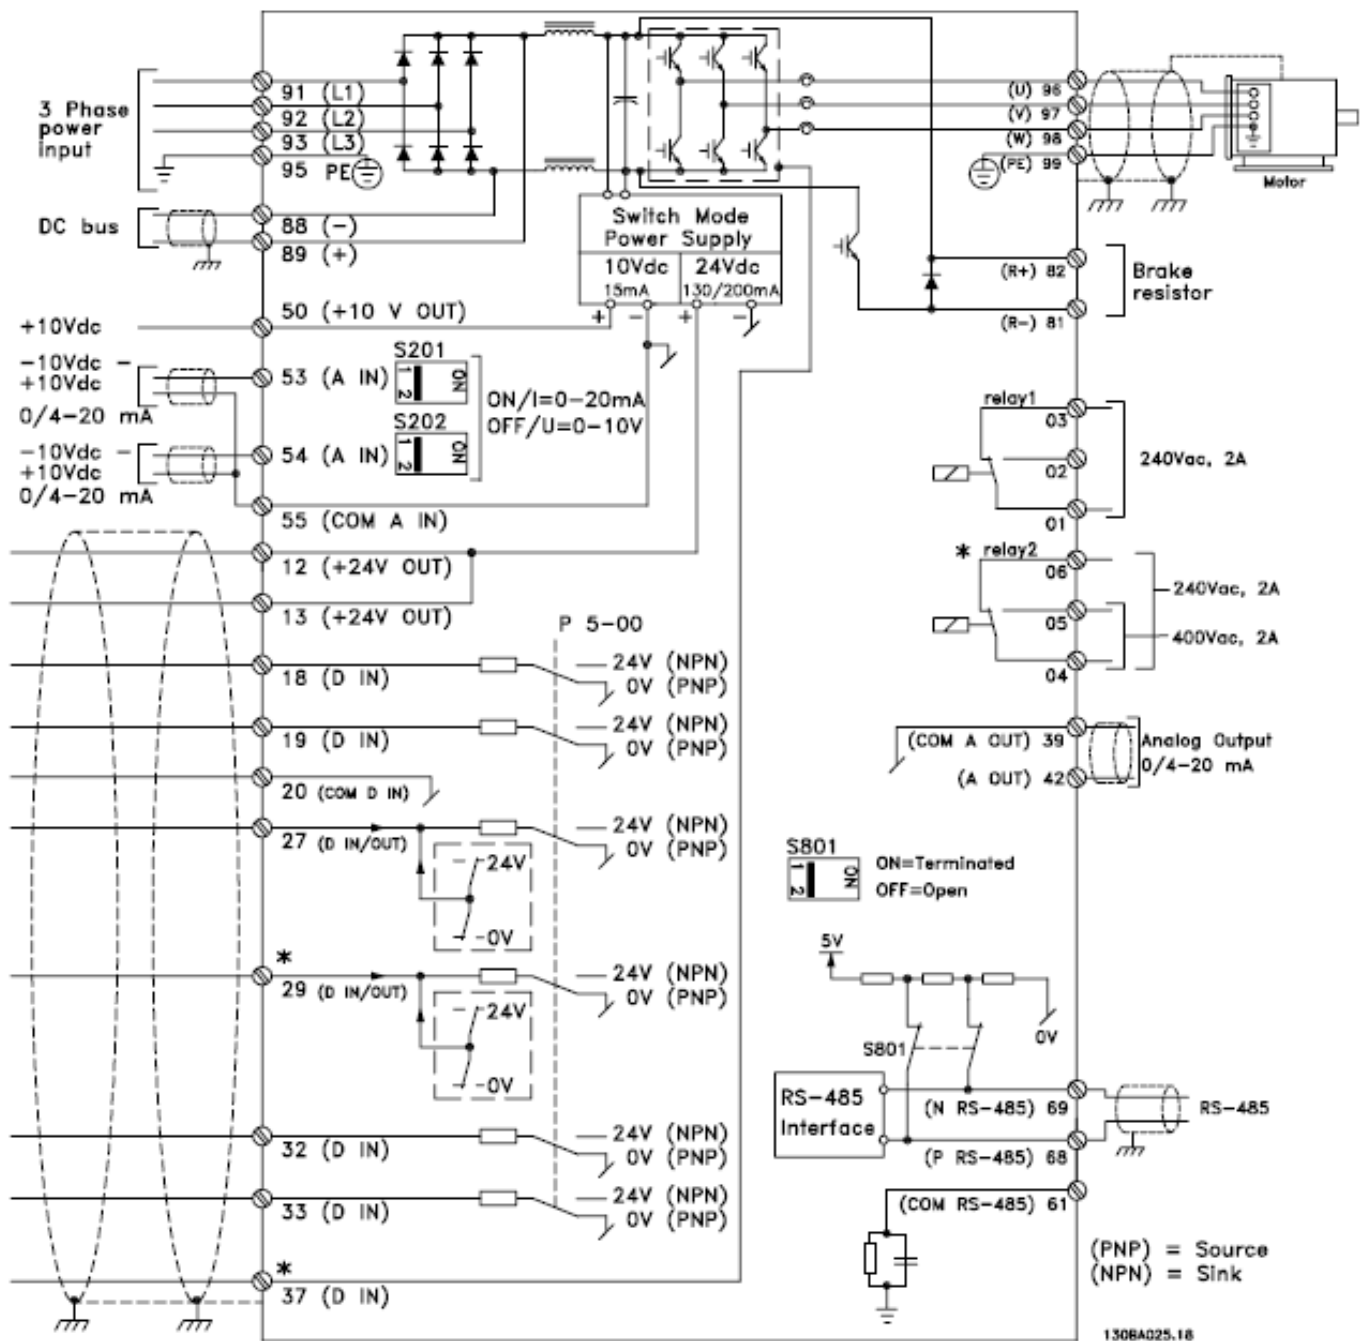 3 Phase
power
input
91 (L1)
92 (L2)
93 (L3)
95 PE
DC bus
88 (-)
89 (+)
Switch Mode
Power Supply
10Vdc
15mA
24Vdc
130/200mA
+ - + -
(U) 96
(V) 97
(W) 98
(PE) 99
Motor
(R+) 82
(R-) 81
Brake
resistor
+10Vdc
50 (+10 V OUT)
-10Vdc -
+10Vdc
0/4-20 mA
53 (A IN)
S201
1 2 ON
-10Vdc -
+10Vdc
0/4-20 mA
54 (A IN)
S202
1 2 ON
ON/I=0-20mA
OFF/U=0-10V
55 (COM A IN)
12 (+24V OUT)
13 (+24V OUT)
P 5-00
18 (D IN)
24V (NPN)
0V (PNP)
19 (D IN)
24V (NPN)
0V (PNP)
20 (COM D IN)
27 (D IN/OUT)
24V (NPN)
0V (PNP)
24V
0V
*
29 (D IN/OUT)
24V (NPN)
0V (PNP)
24V
0V
32 (D IN)
24V (NPN)
0V (PNP)
33 (D IN)
24V (NPN)
0V (PNP)
*
37 (D IN)
relay1
03
02
01
240Vac, 2A
* relay2
06
05
04
240Vac, 2A
400Vac, 2A
(COM A OUT) 39
(A OUT) 42
Analog Output
0/4-20 mA
S801
1 2 ON
ON=Terminated
OFF=Open
5V
S801
0V
RS-485
Interface
(N RS-485) 69
(P RS-485) 68
RS-485
(COM RS-485) 61
(PNP) = Source
(NPN) = Sink
130BA025.18